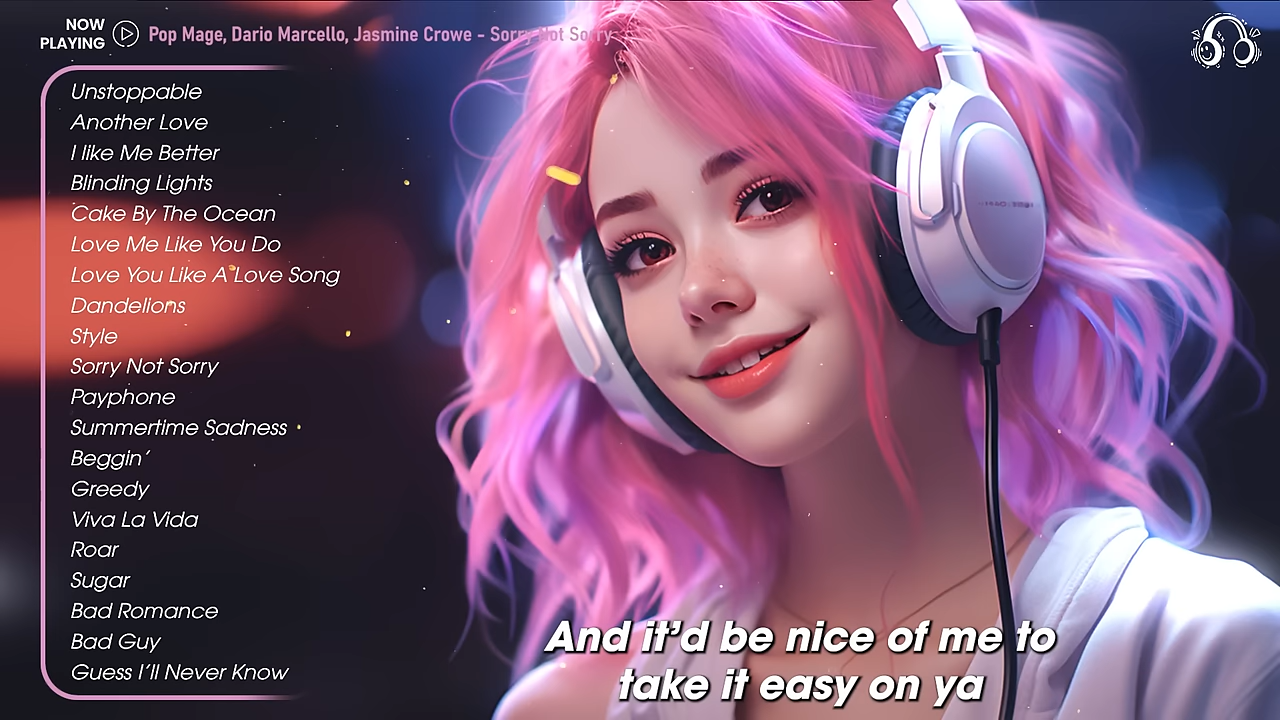 NOW
PLAYING
Pop Mage, Dario Marcello, Jasmine Crowe - Sorry Not Sorry
Unstoppable
Another Love
I like Me Better
Blinding Lights
Cake By The Ocean
Love Me Like You Do
Love You Like A Love Song
Dandelions
Style
Sorry Not Sorry
Payphone
Summertime Sadness
Beggin'
Greedy
Viva La Vida
Roar
Sugar
Bad Romance
Bad Guy
Guess I'll Never Know
And it'd be nice of me to
take it easy on ya